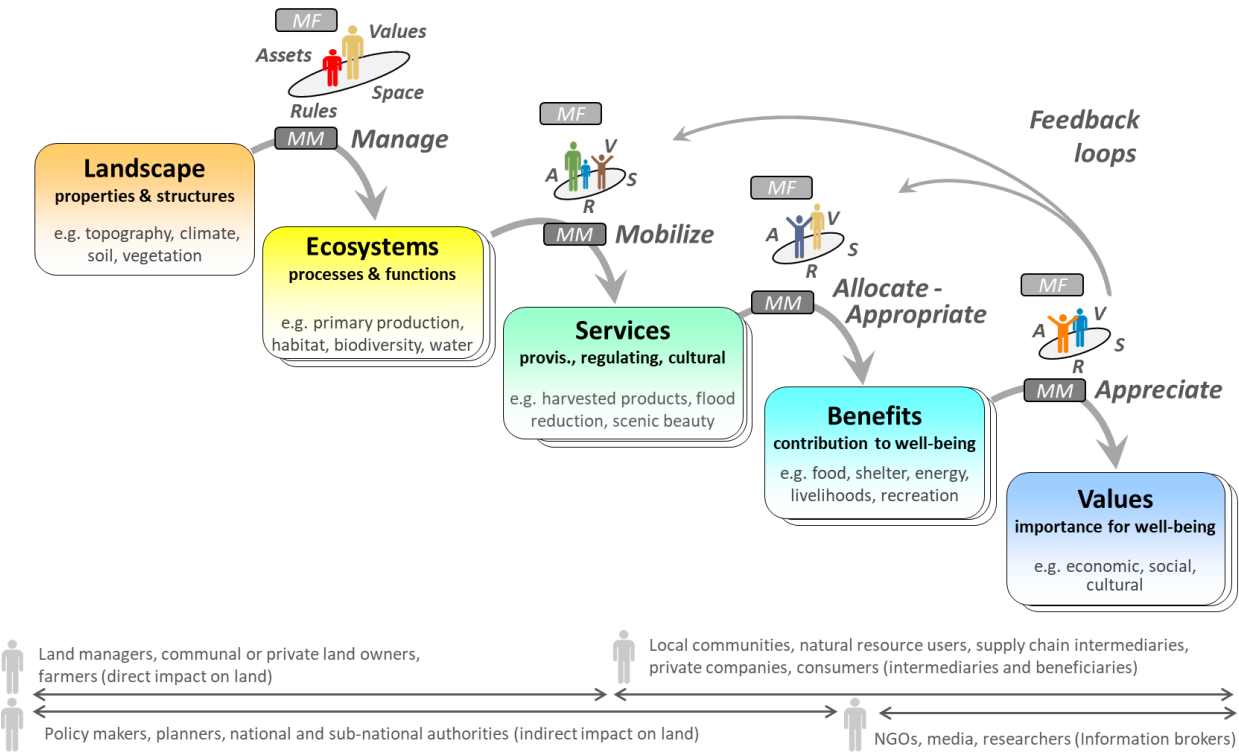 MF
Values
Assets
Space
Rules
MM
Manage
Landscape
properties & structures
e.g. topography, climate,
soil, vegetation
MF
V
A
S
R
MM
Mobilize
Ecosystems
processes & functions
e.g. primary production,
habitat, biodiversity, water
Feedback
loops
MF
V
A
S
R
MM
Allocate -
Appropriate
Services
provis., regulating, cultural
e.g. harvested products, flood
reduction, scenic beauty
MF
V
A
S
R
MM
Appreciate
Benefits
contribution to well-being
e.g. food, shelter, energy,
livelihoods, recreation
Values
importance for well-being
e.g. economic, social,
cultural
Land managers, communal or private land owners,
farmers (direct impact on land)
Local communities, natural resource users, supply chain intermediaries,
private companies, consumers (intermediaries and beneficiaries)
Policy makers, planners, national and sub-national authorities (indirect impact on land)
NGOs, media, researchers (Information brokers)